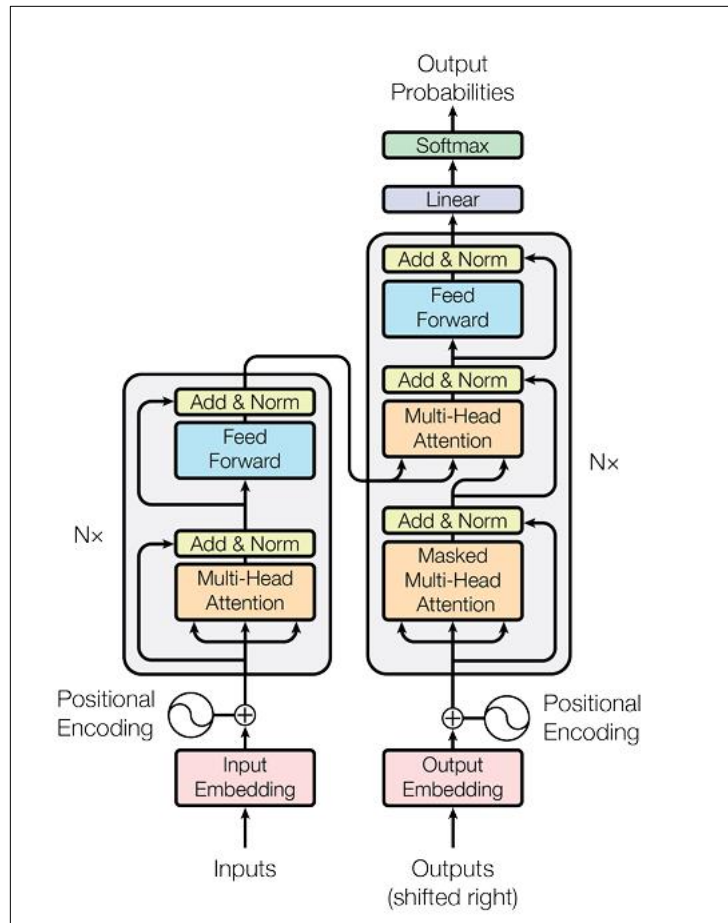 Output
Probabilities
Softmax
Linear
Add & Norm
Feed
Forward
Add & Norm
Multi-Head
Attention
Nx
Add & Norm
Masked
Multi-Head
Attention
Add & Norm
Feed
Forward
Nx
Add & Norm
Multi-Head
Attention
Positional
Encoding
Positional
Encoding
Input
Embedding
Output
Embedding
Inputs
Outputs
(shifted right)